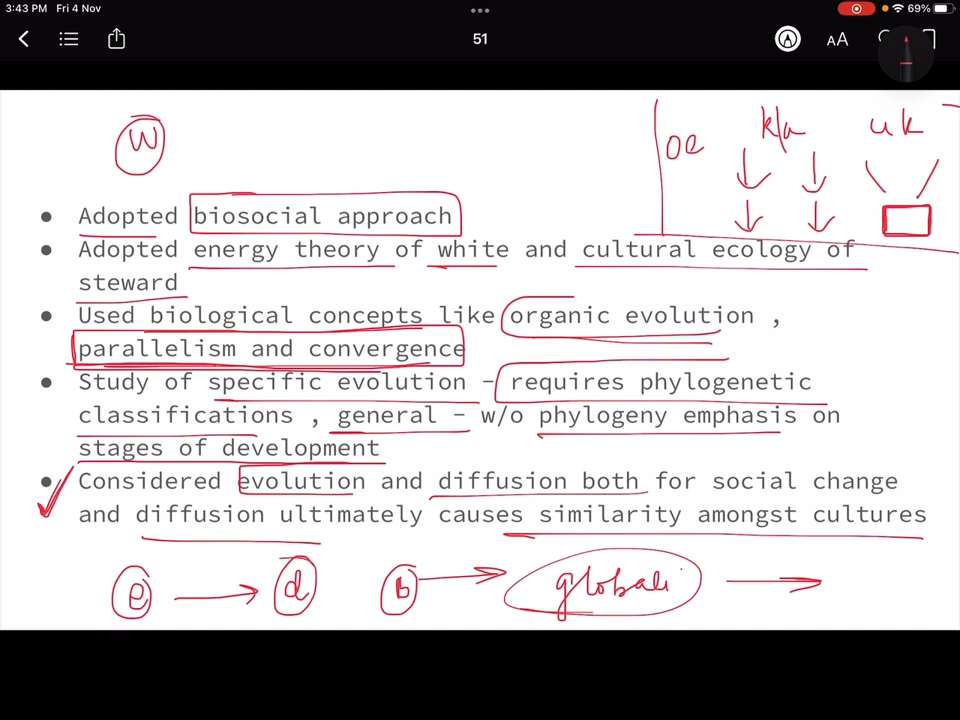 3:43 PM Fri 4 Nov
69%
51
AA
W
uk
• Adopted biosocial approach
• Adopted energy theory of white and cultural ecology of
steward
• Used biological concepts like organic evolution ,
parallelism and convergence
• Study of specific evolution - requires phylogenetic
classifications , general - w/o phylogeny emphasis on
stages of development
• Considered evolution and diffusion both for social change
and diffusion ultimately causes similarity amongst cultures
e d b globali